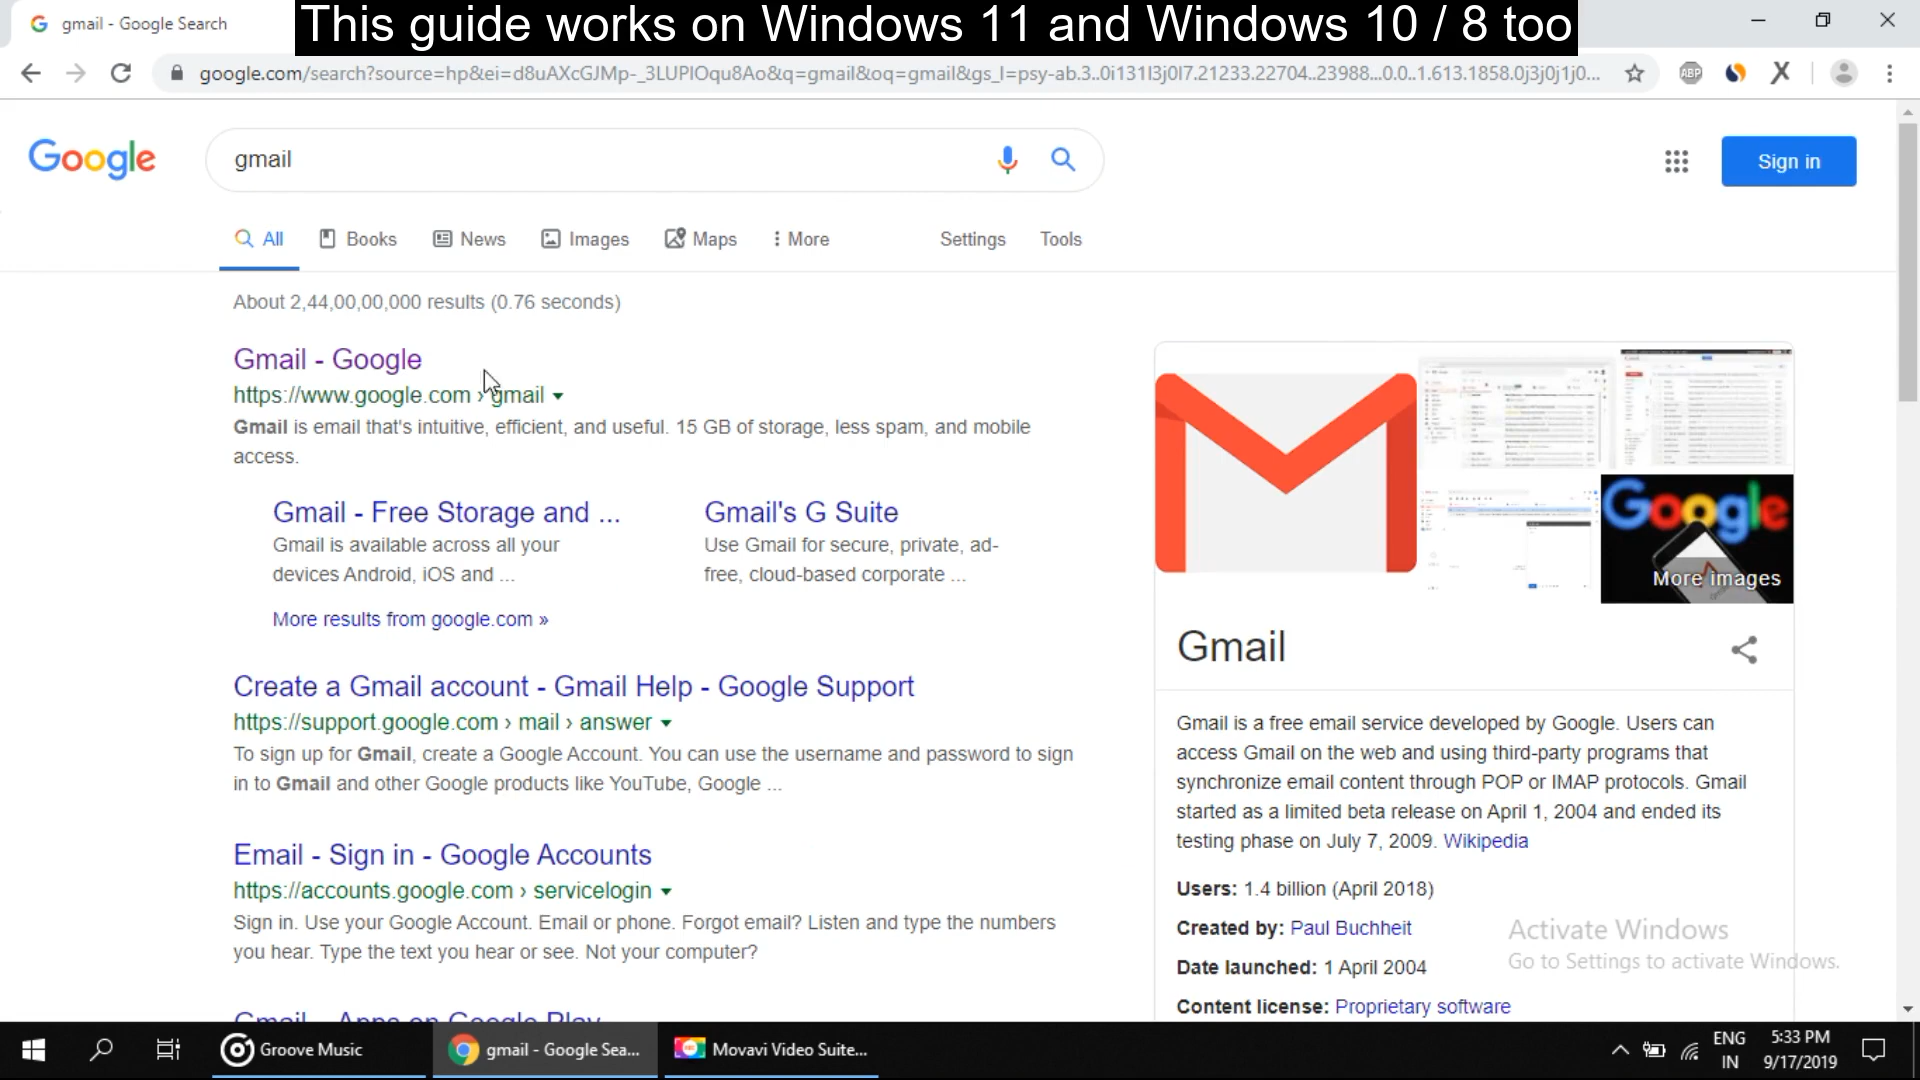 gmail - Google Search
This guide works on Windows 11 and Windows 10 / 8 too
google.com/search?source=hp&ei=d8uAXcGJMp-_3LUPlOqu8Ao&q=gmail&oq=gmail&gs_l=psy-ab.3..0i131l3j0l7.21233.22704..23988...0.0..1.613.1858.0j3j0j1j0...
ABP
Google
gmail
Sign in
All
Books
News
Images
Maps
More
Settings
Tools
About 2,44,00,00,000 results (0.76 seconds)
Gmail - Google
https://www.google.com › gmail
Gmail is email that's intuitive, efficient, and useful. 15 GB of storage, less spam, and mobile
access.
Gmail - Free Storage and ...
Gmail is available across all your
devices Android, iOS and ...
Gmail's G Suite
Use Gmail for secure, private, ad-
free, cloud-based corporate ...
More results from google.com »
Create a Gmail account - Gmail Help - Google Support
https://support.google.com › mail › answer
To sign up for Gmail, create a Google Account. You can use the username and password to sign
in to Gmail and other Google products like YouTube, Google ...
Email - Sign in - Google Accounts
https://accounts.google.com › servicelogin
Sign in. Use your Google Account. Email or phone. Forgot email? Listen and type the numbers
you hear. Type the text you hear or see. Not your computer?
Gmail - Apps on Google Play
Google
More images
Gmail
Gmail is a free email service developed by Google. Users can
access Gmail on the web and using third-party programs that
synchronize email content through POP or IMAP protocols. Gmail
started as a limited beta release on April 1, 2004 and ended its
testing phase on July 7, 2009. Wikipedia
Users: 1.4 billion (April 2018)
Created by: Paul Buchheit
Date launched: 1 April 2004
Content license: Proprietary software
Activate Windows
Go to Settings to activate Windows.
Groove Music
gmail - Google Sea...
Movavi Video Suite...
ENG
IN
5:33 PM
9/17/2019